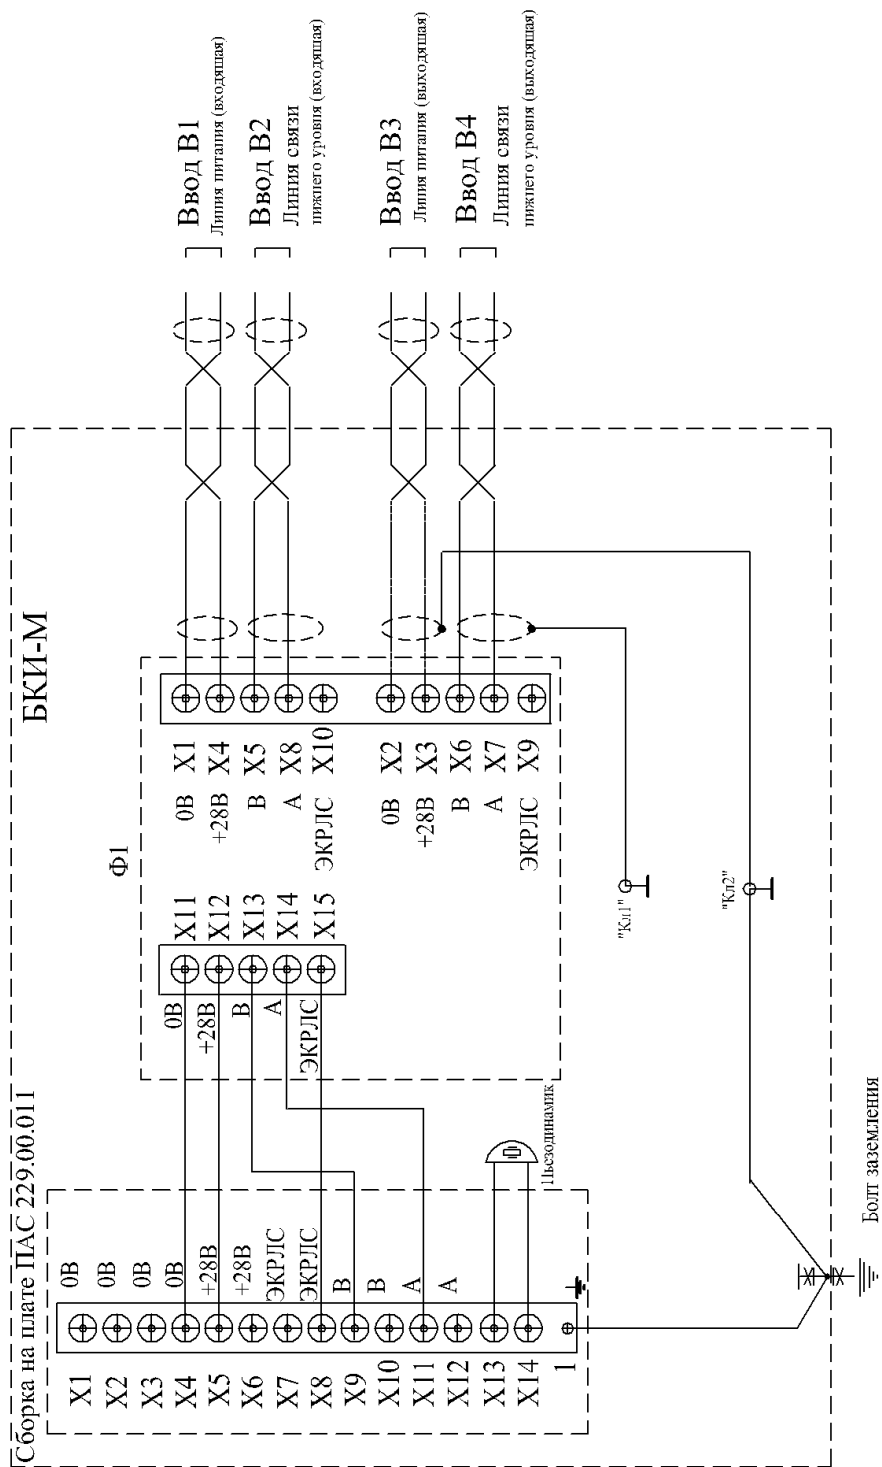 Ввод В1
Линия питания (входящая)
Ввод В2
Линия связи
нижнего уровня (входящая)
Ввод В3
Линия питания (выходящая)
Ввод В4
Линия связи
нижнего уровня (выходящая)
БКИ-М
Ф1
0В X1
+28В X4
В X5
А X8
ЭКРЛС X10
0В X2
+28В X3
В X6
А X7
ЭКРЛС X9
0В X11
+28В X12
В X13
А X14
ЭКРЛС X15
"Кл1"
"Кл2"
Сборка на плате ПАС 229.00.011
X1 0В
X2 0В
X3 0В
X4 0В
X5 +28В
X6 +28В
X7 ЭКРЛС
X8 ЭКРЛС
X9 В
X10 В
X11 А
X12 А
X13
X14
1
Пьезодинамик
Болт заземления